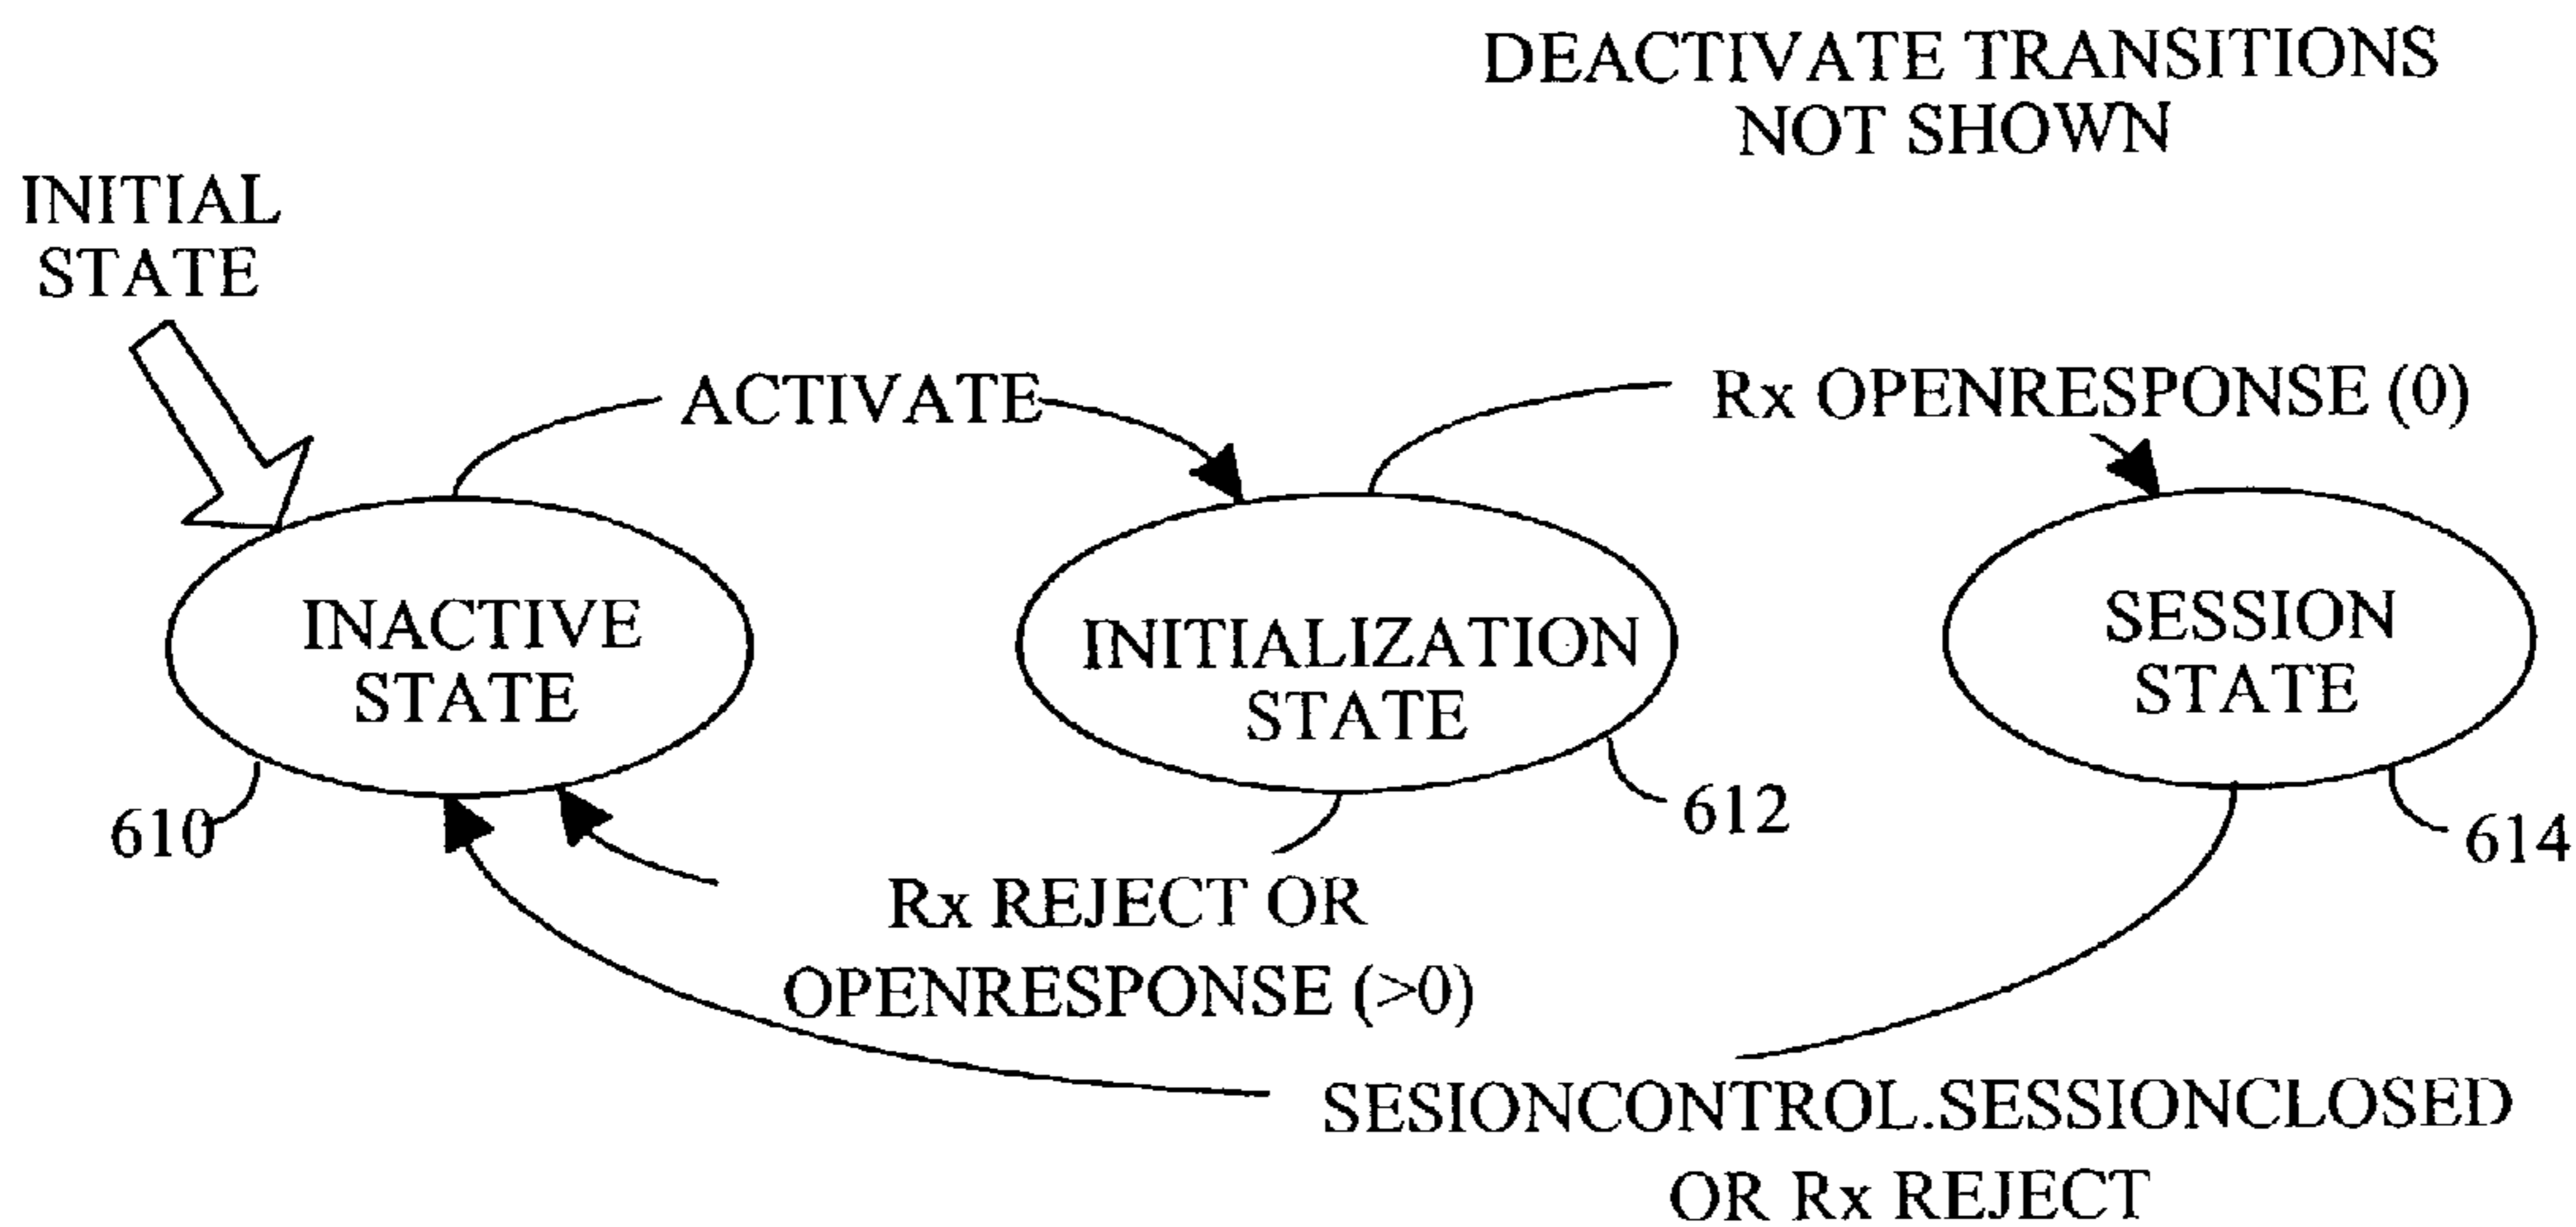 DEACTIVATE TRANSITIONS
NOT SHOWN
INITIAL
STATE
ACTIVATE
Rx OPENRESPONSE (0)
INACTIVE
STATE
INITIALIZATION
STATE
SESSION
STATE
610
612
614
Rx REJECT OR
OPENRESPONSE (>0)
SESIONCONTROL.SESSIONCLOSED
OR Rx REJECT